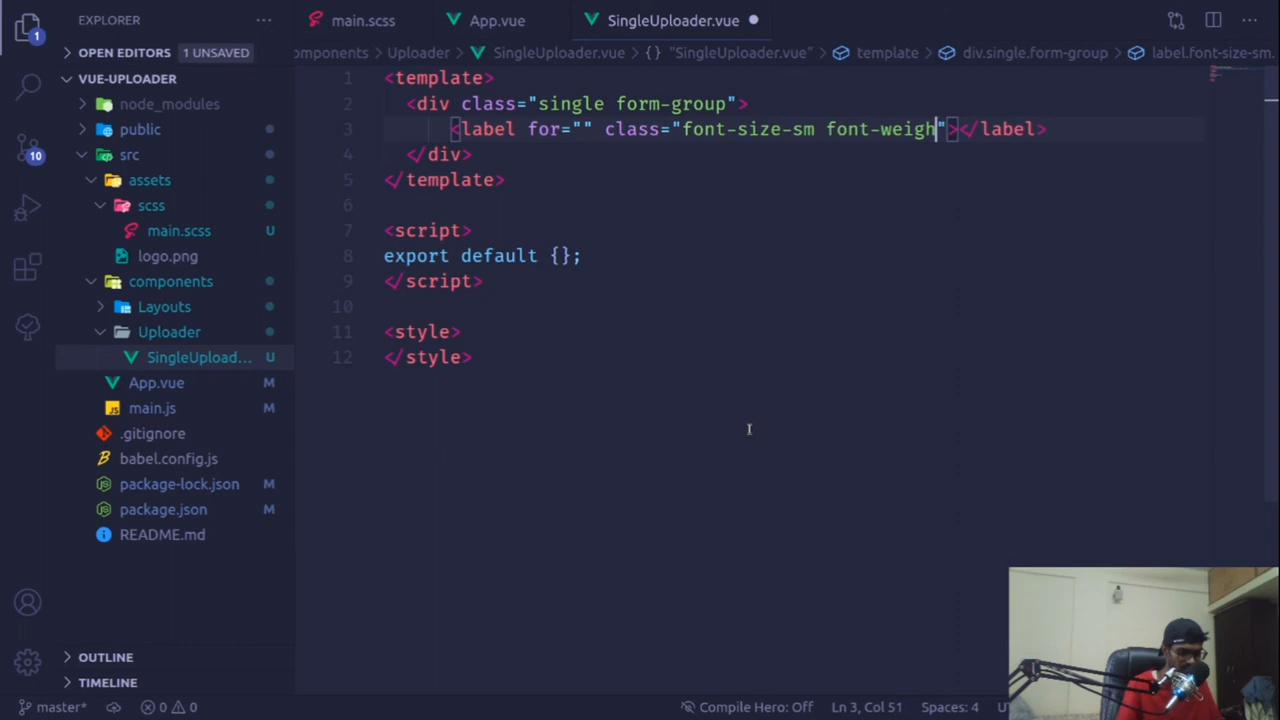 EXPLORER
main.scss
App.vue
SingleUploader.vue
OPEN EDITORS 1 UNSAVED
omponents > Uploader > SingleUploader.vue > {} "SingleUploader.vue" > template > div.single.form-group > label.font-size-sm.
VUE-UPLOADER
node_modules
public
src
assets
scss
main.scss U
logo.png
components
Layouts
Uploader
SingleUpload... U
App.vue M
main.js M
.gitignore
babel.config.js
package-lock.json M
package.json M
README.md
OUTLINE
TIMELINE
1
10
1 <template>
2 <div class="single form-group">
3 <label for="" class="font-size-sm font-weigh"></label>
4 </div>
5 </template>
6
7 <script>
8 export default {};
9 </script>
10
11 <style>
12 </style>
master* 0 0 Compile Hero: Off Ln 3, Col 51 Spaces: 4